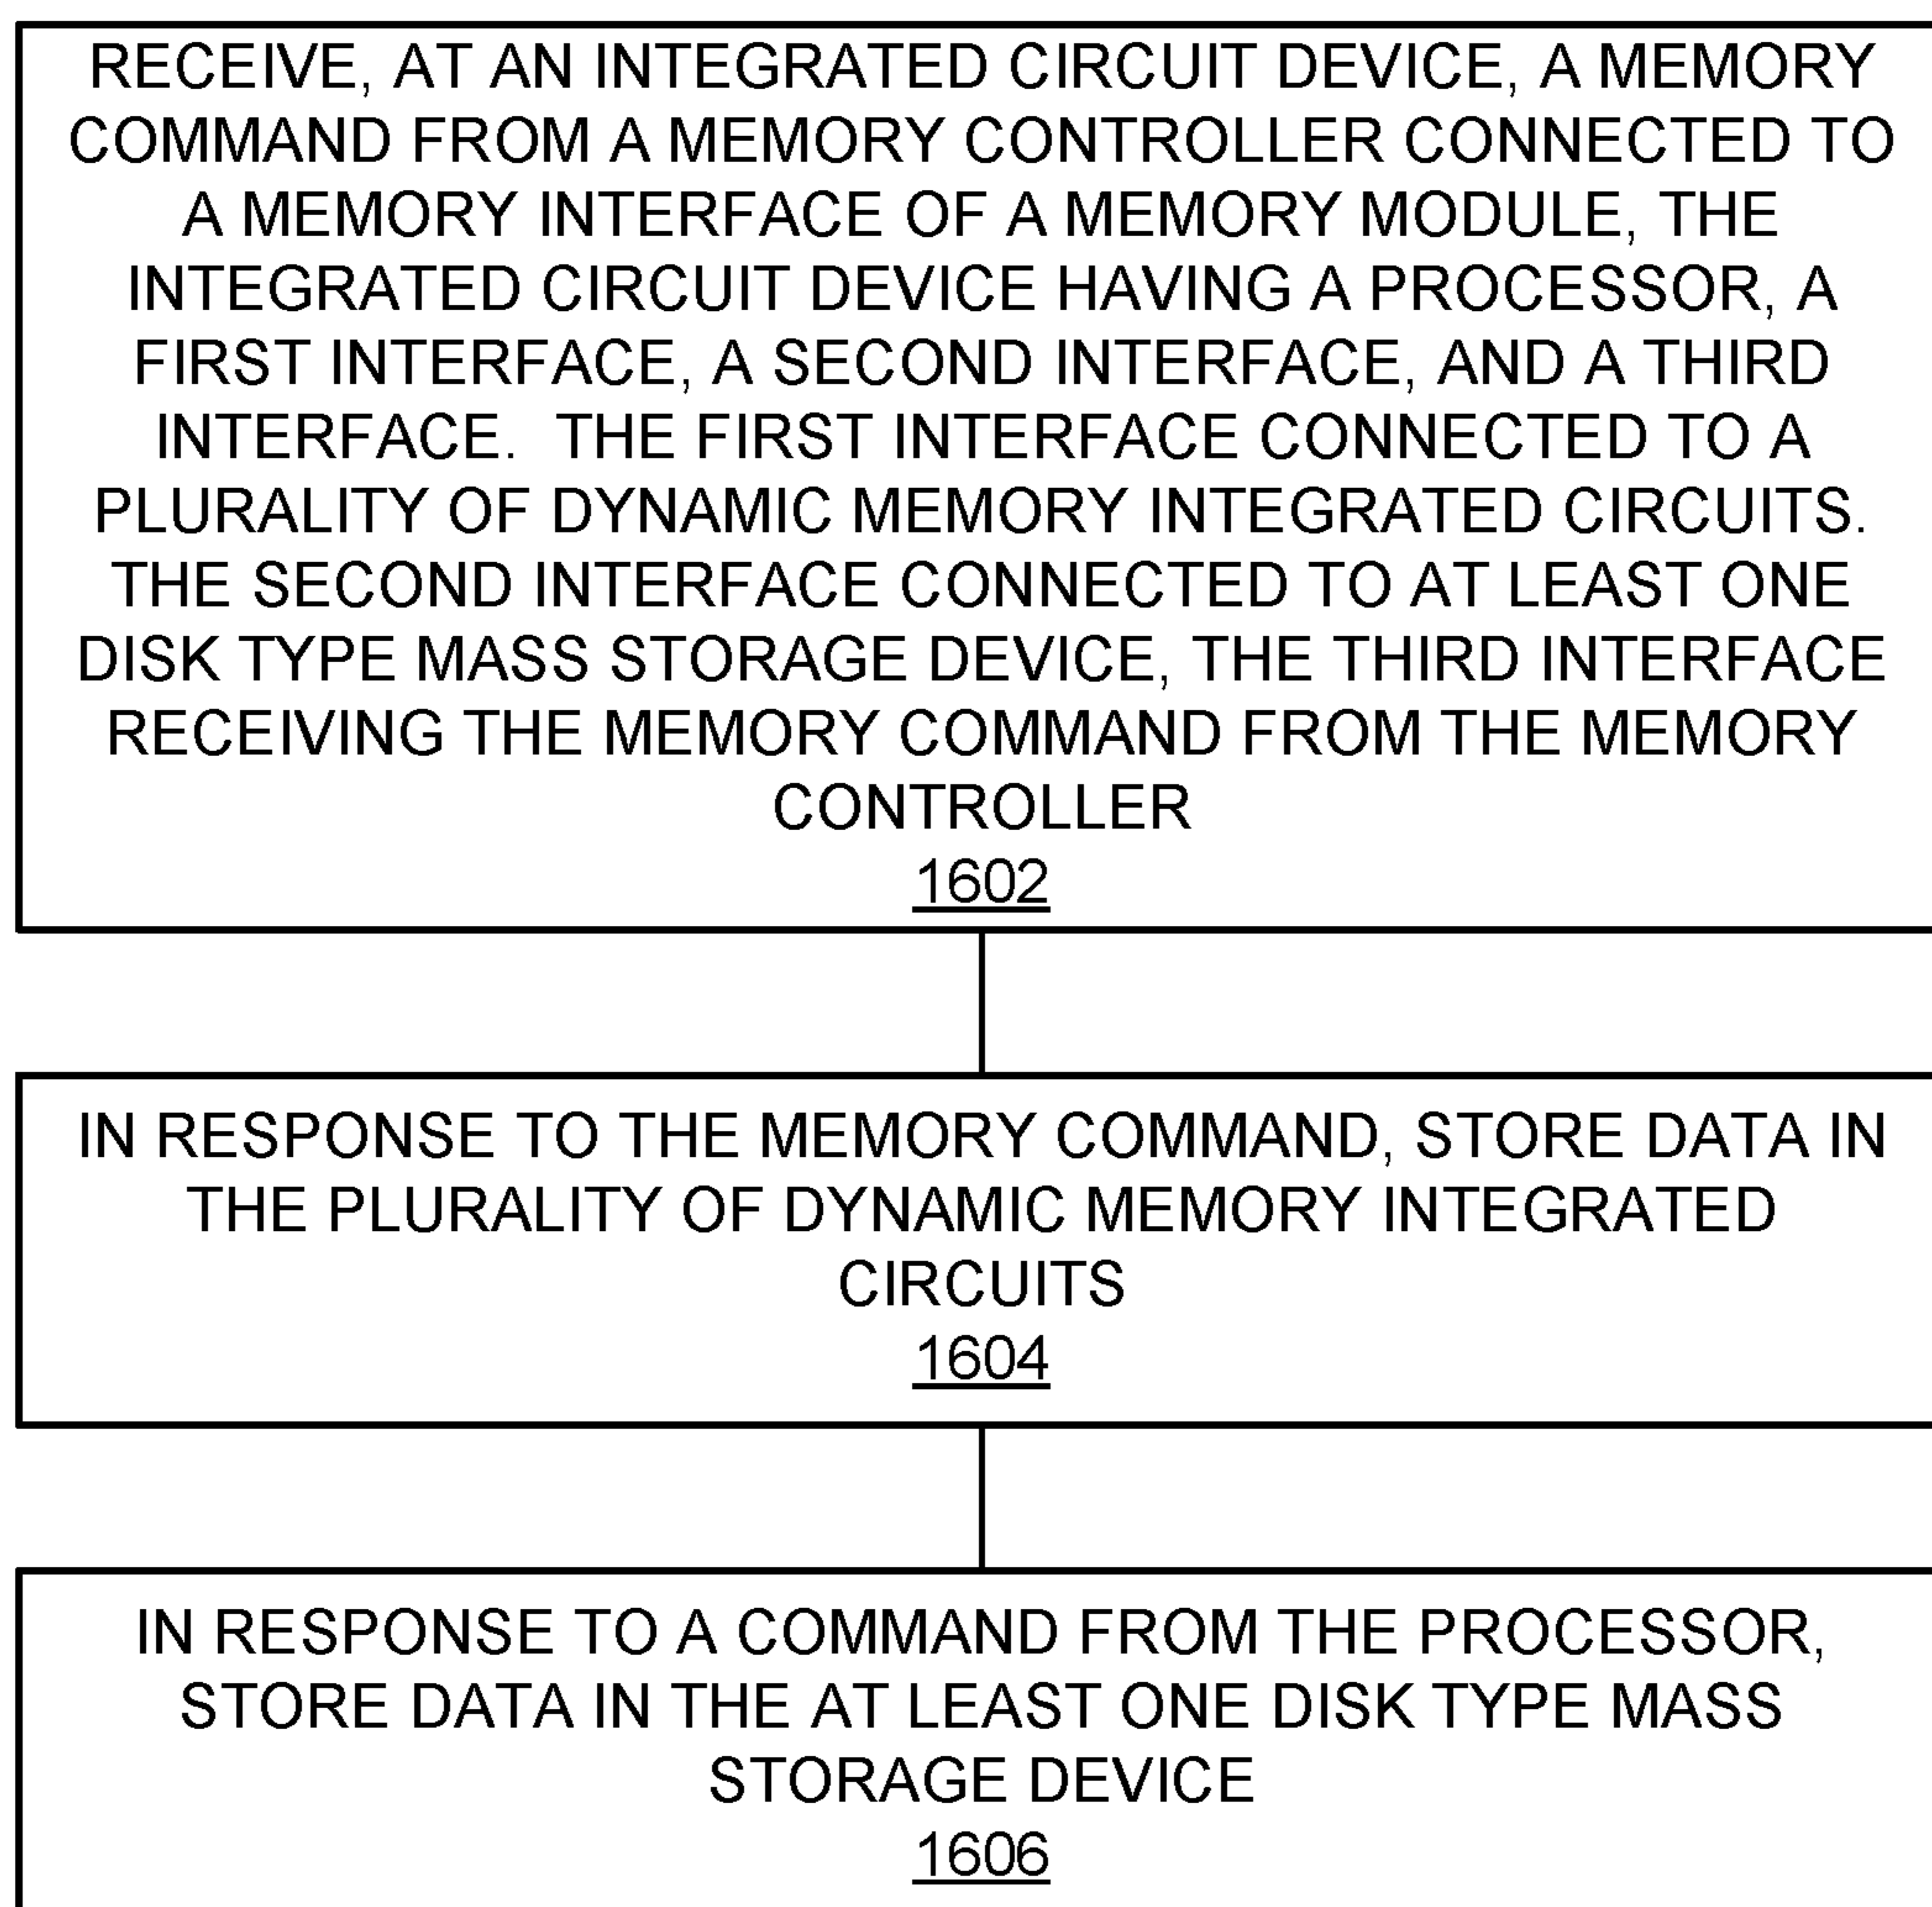 RECEIVE, AT AN INTEGRATED CIRCUIT DEVICE, A MEMORY
COMMAND FROM A MEMORY CONTROLLER CONNECTED TO
A MEMORY INTERFACE OF A MEMORY MODULE, THE
INTEGRATED CIRCUIT DEVICE HAVING A PROCESSOR, A
FIRST INTERFACE, A SECOND INTERFACE, AND A THIRD
INTERFACE.  THE FIRST INTERFACE CONNECTED TO A
PLURALITY OF DYNAMIC MEMORY INTEGRATED CIRCUITS.
THE SECOND INTERFACE CONNECTED TO AT LEAST ONE
DISK TYPE MASS STORAGE DEVICE, THE THIRD INTERFACE
RECEIVING THE MEMORY COMMAND FROM THE MEMORY
CONTROLLER
1602
IN RESPONSE TO THE MEMORY COMMAND, STORE DATA IN
THE PLURALITY OF DYNAMIC MEMORY INTEGRATED
CIRCUITS
1604
IN RESPONSE TO A COMMAND FROM THE PROCESSOR,
STORE DATA IN THE AT LEAST ONE DISK TYPE MASS
STORAGE DEVICE
1606